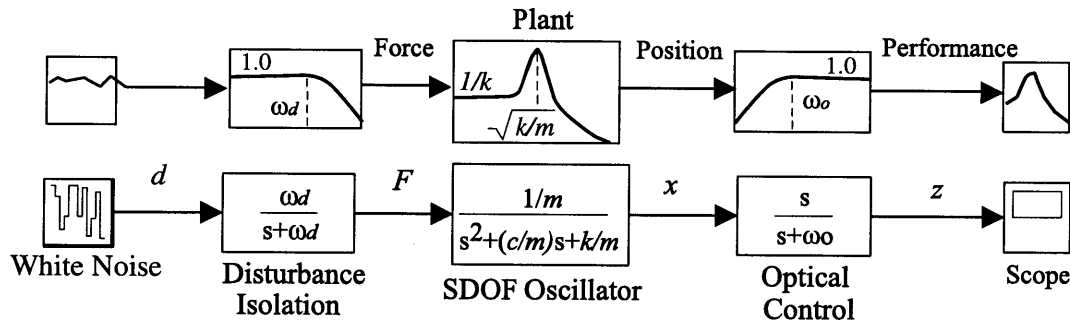 Plant
Force
Position
Performance
1.0
ωd
1/k
√k/m
1.0
ωo
d
F
x
z
ωd
s+ωd
1/m
s²+(c/m)s+k/m
s
s+ωo
White Noise
Disturbance
Isolation
SDOF Oscillator
Optical
Control
Scope